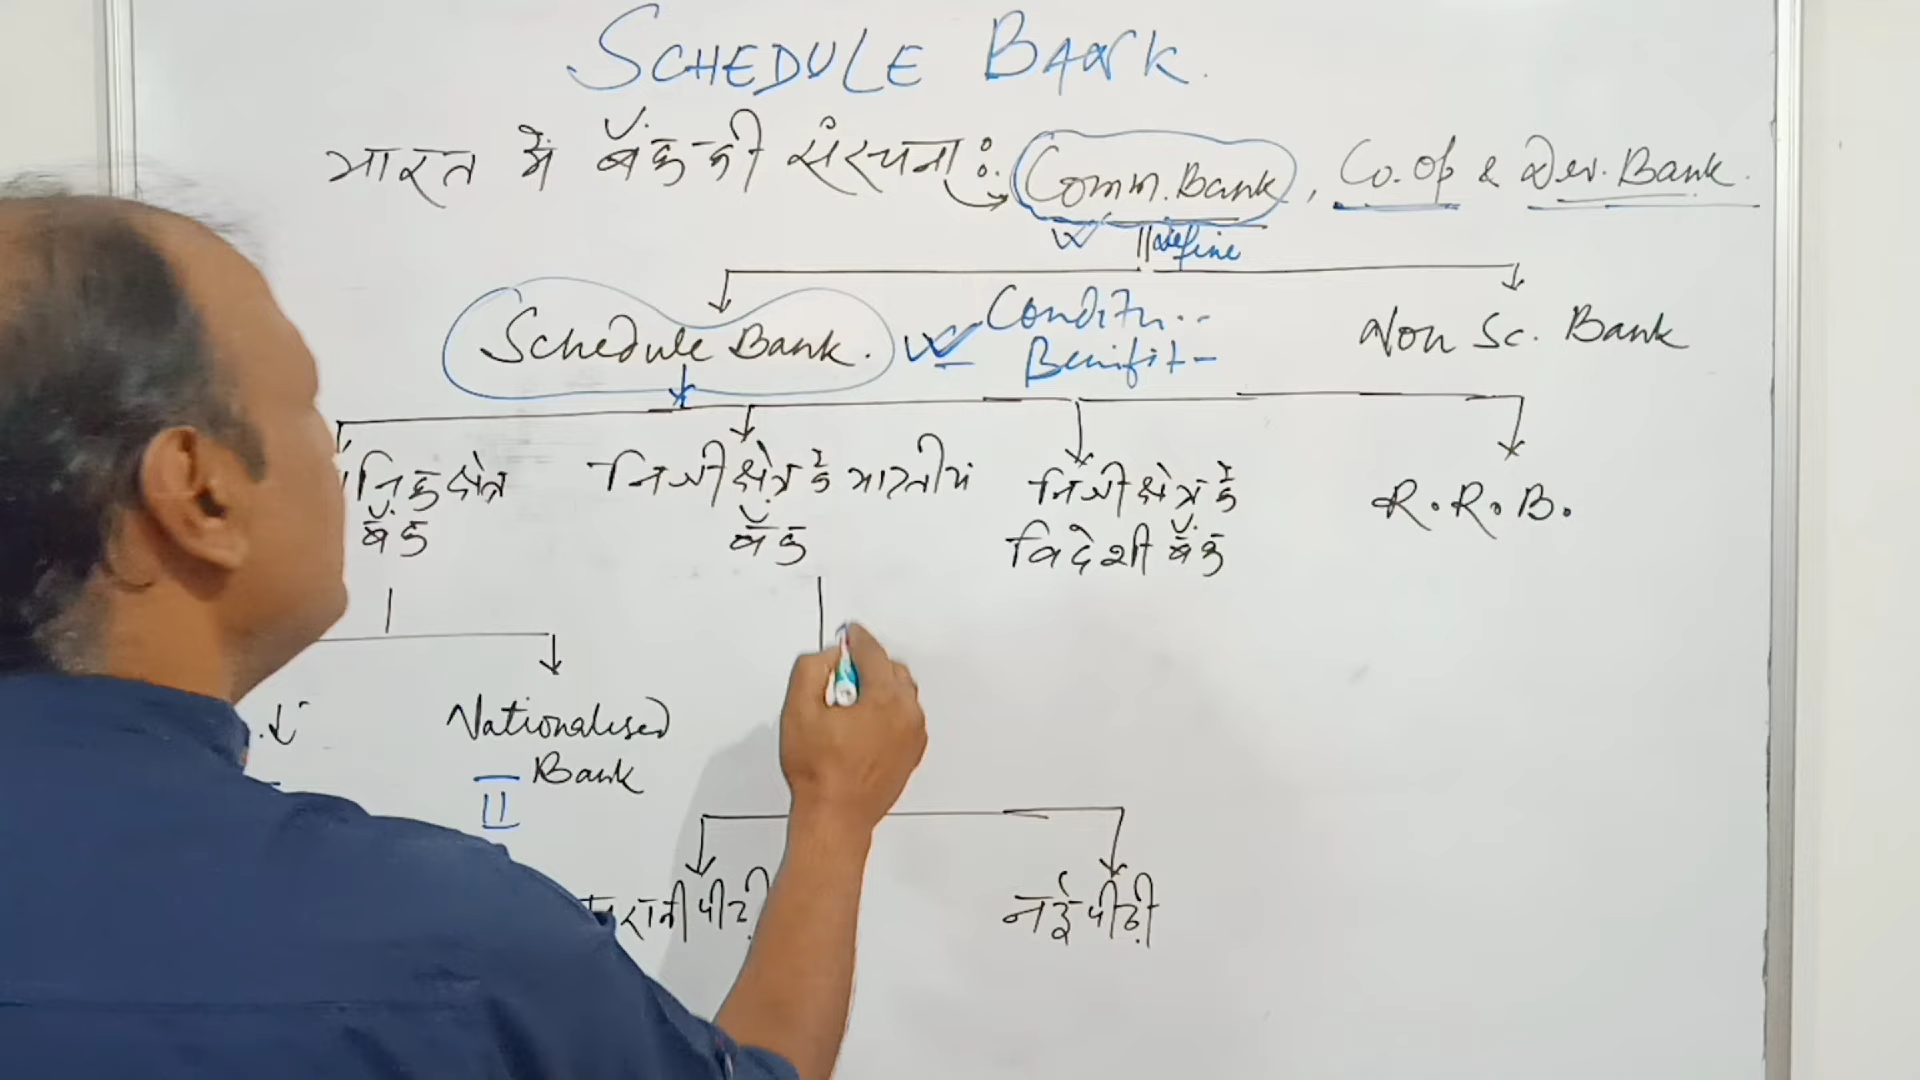 SCHEDULE BANK.
भारत में बैंक की संरचना : Comm. Bank, Co. Op & Dev. Bank.
define
Schedule Bank. Conditn.. Non Sc. Bank
Benifit-
निक क्षेत्र निजी क्षेत्र के भारतीय निजी क्षेत्र के R. R. B.
बैंक बैंक विदेशी बैंक
Nationalised
Bank
11
पुरानी पीढ़ी नई पीढ़ी